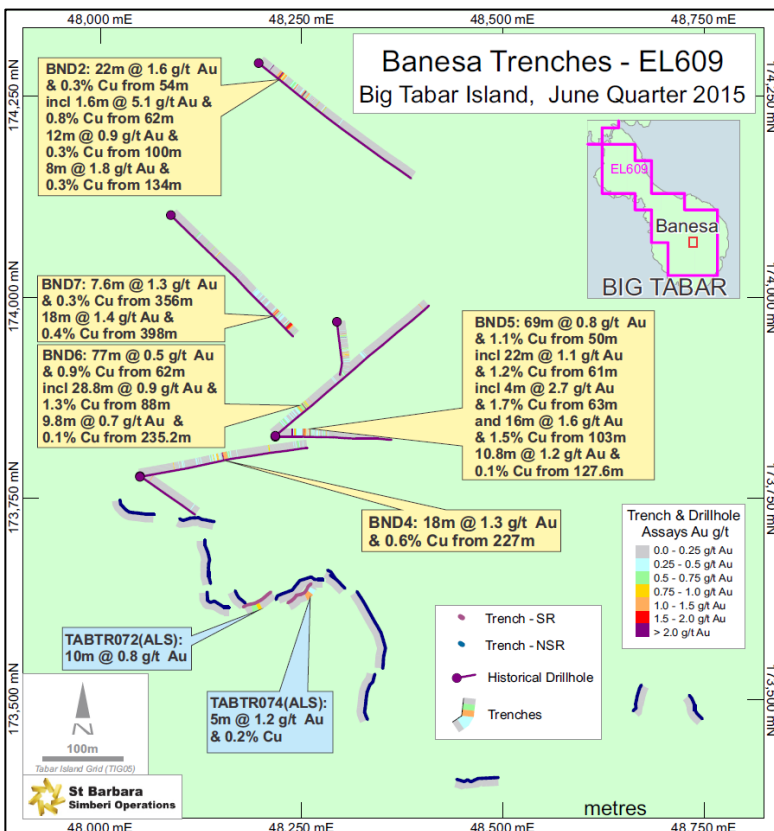 48,000 mE 48,250 mE 48,500 mE 48,750 mE
Banesa Trenches - EL609
Big Tabar Island, June Quarter 2015
174,250 mN
174,250 mN
BND2: 22m @ 1.6 g/t Au
& 0.3% Cu from 54m
incl 1.6m @ 5.1 g/t Au &
0.8% Cu from 62m
12m @ 0.9 g/t Au &
0.3% Cu from 100m
8m @ 1.8 g/t Au &
0.3% Cu from 134m
EL609
Banesa
BIG TABAR
174,000 mN
174,000 mN
BND7: 7.6m @ 1.3 g/t Au
& 0.3% Cu from 356m
18m @ 1.4 g/t Au &
0.4% Cu from 398m
BND6: 77m @ 0.5 g/t Au
& 0.9% Cu from 62m
incl 28.8m @ 0.9 g/t Au &
1.3% Cu from 88m
9.8m @ 0.7 g/t Au &
0.1% Cu from 235.2m
BND5: 69m @ 0.8 g/t Au
& 1.1% Cu from 50m
incl 22m @ 1.1 g/t Au
& 1.2% Cu from 61m
incl 4m @ 2.7 g/t Au
& 1.7% Cu from 63m
and 16m @ 1.6 g/t Au
& 1.5% Cu from 103m
10.8m @ 1.2 g/t Au &
0.1% Cu from 127.6m
173,750 mN
173,750 mN
BND4: 18m @ 1.3 g/t Au
& 0.6% Cu from 227m
Trench & Drillhole
Assays Au g/t
0.0 - 0.25 g/t Au
0.25 - 0.5 g/t Au
0.5 - 0.75 g/t Au
0.75 - 1.0 g/t Au
1.0 - 1.5 g/t Au
1.5 - 2.0 g/t Au
> 2.0 g/t Au
TABTR072(ALS):
10m @ 0.8 g/t Au
TABTR074(ALS):
5m @ 1.2 g/t Au
& 0.2% Cu
Trench - SR
Trench - NSR
Historical Drillhole
Trenches
173,500 mN
173,500 mN
N
100m
Tabar Island Grid (TIG05)
St Barbara
Simberi Operations
metres
48,000 mE 48,250 mE 48,500 mE 48,750 mE